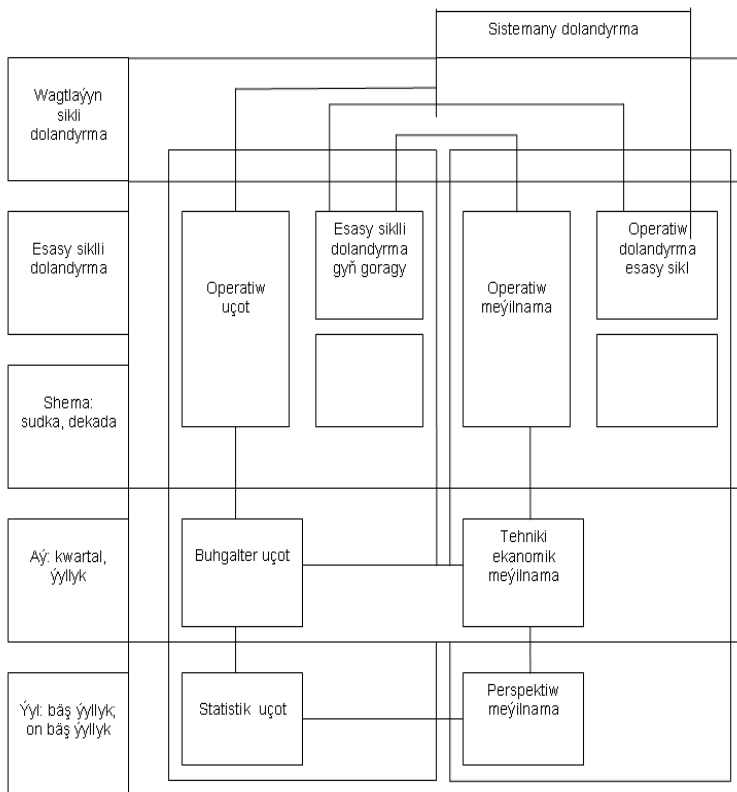 Sistemany dolandyrma
Wagtlaýyn
sikli
dolandyrma
Esasy siklli
dolandyrma
Operatiw
uçot
Esasy siklli
dolandyrma
gyň goragy
Operatiw
meýilnama
Operatiw
dolandyrma
esasy sikl
Shema:
sudka, dekada
Aý: kwartal,
ýyllyk
Buhgalter uçot
Tehniki
ekanomik
meýilnama
Ýyl: bäş ýyllyk;
on bäş ýyllyk
Statistik uçot
Perspektiw
meýilnama